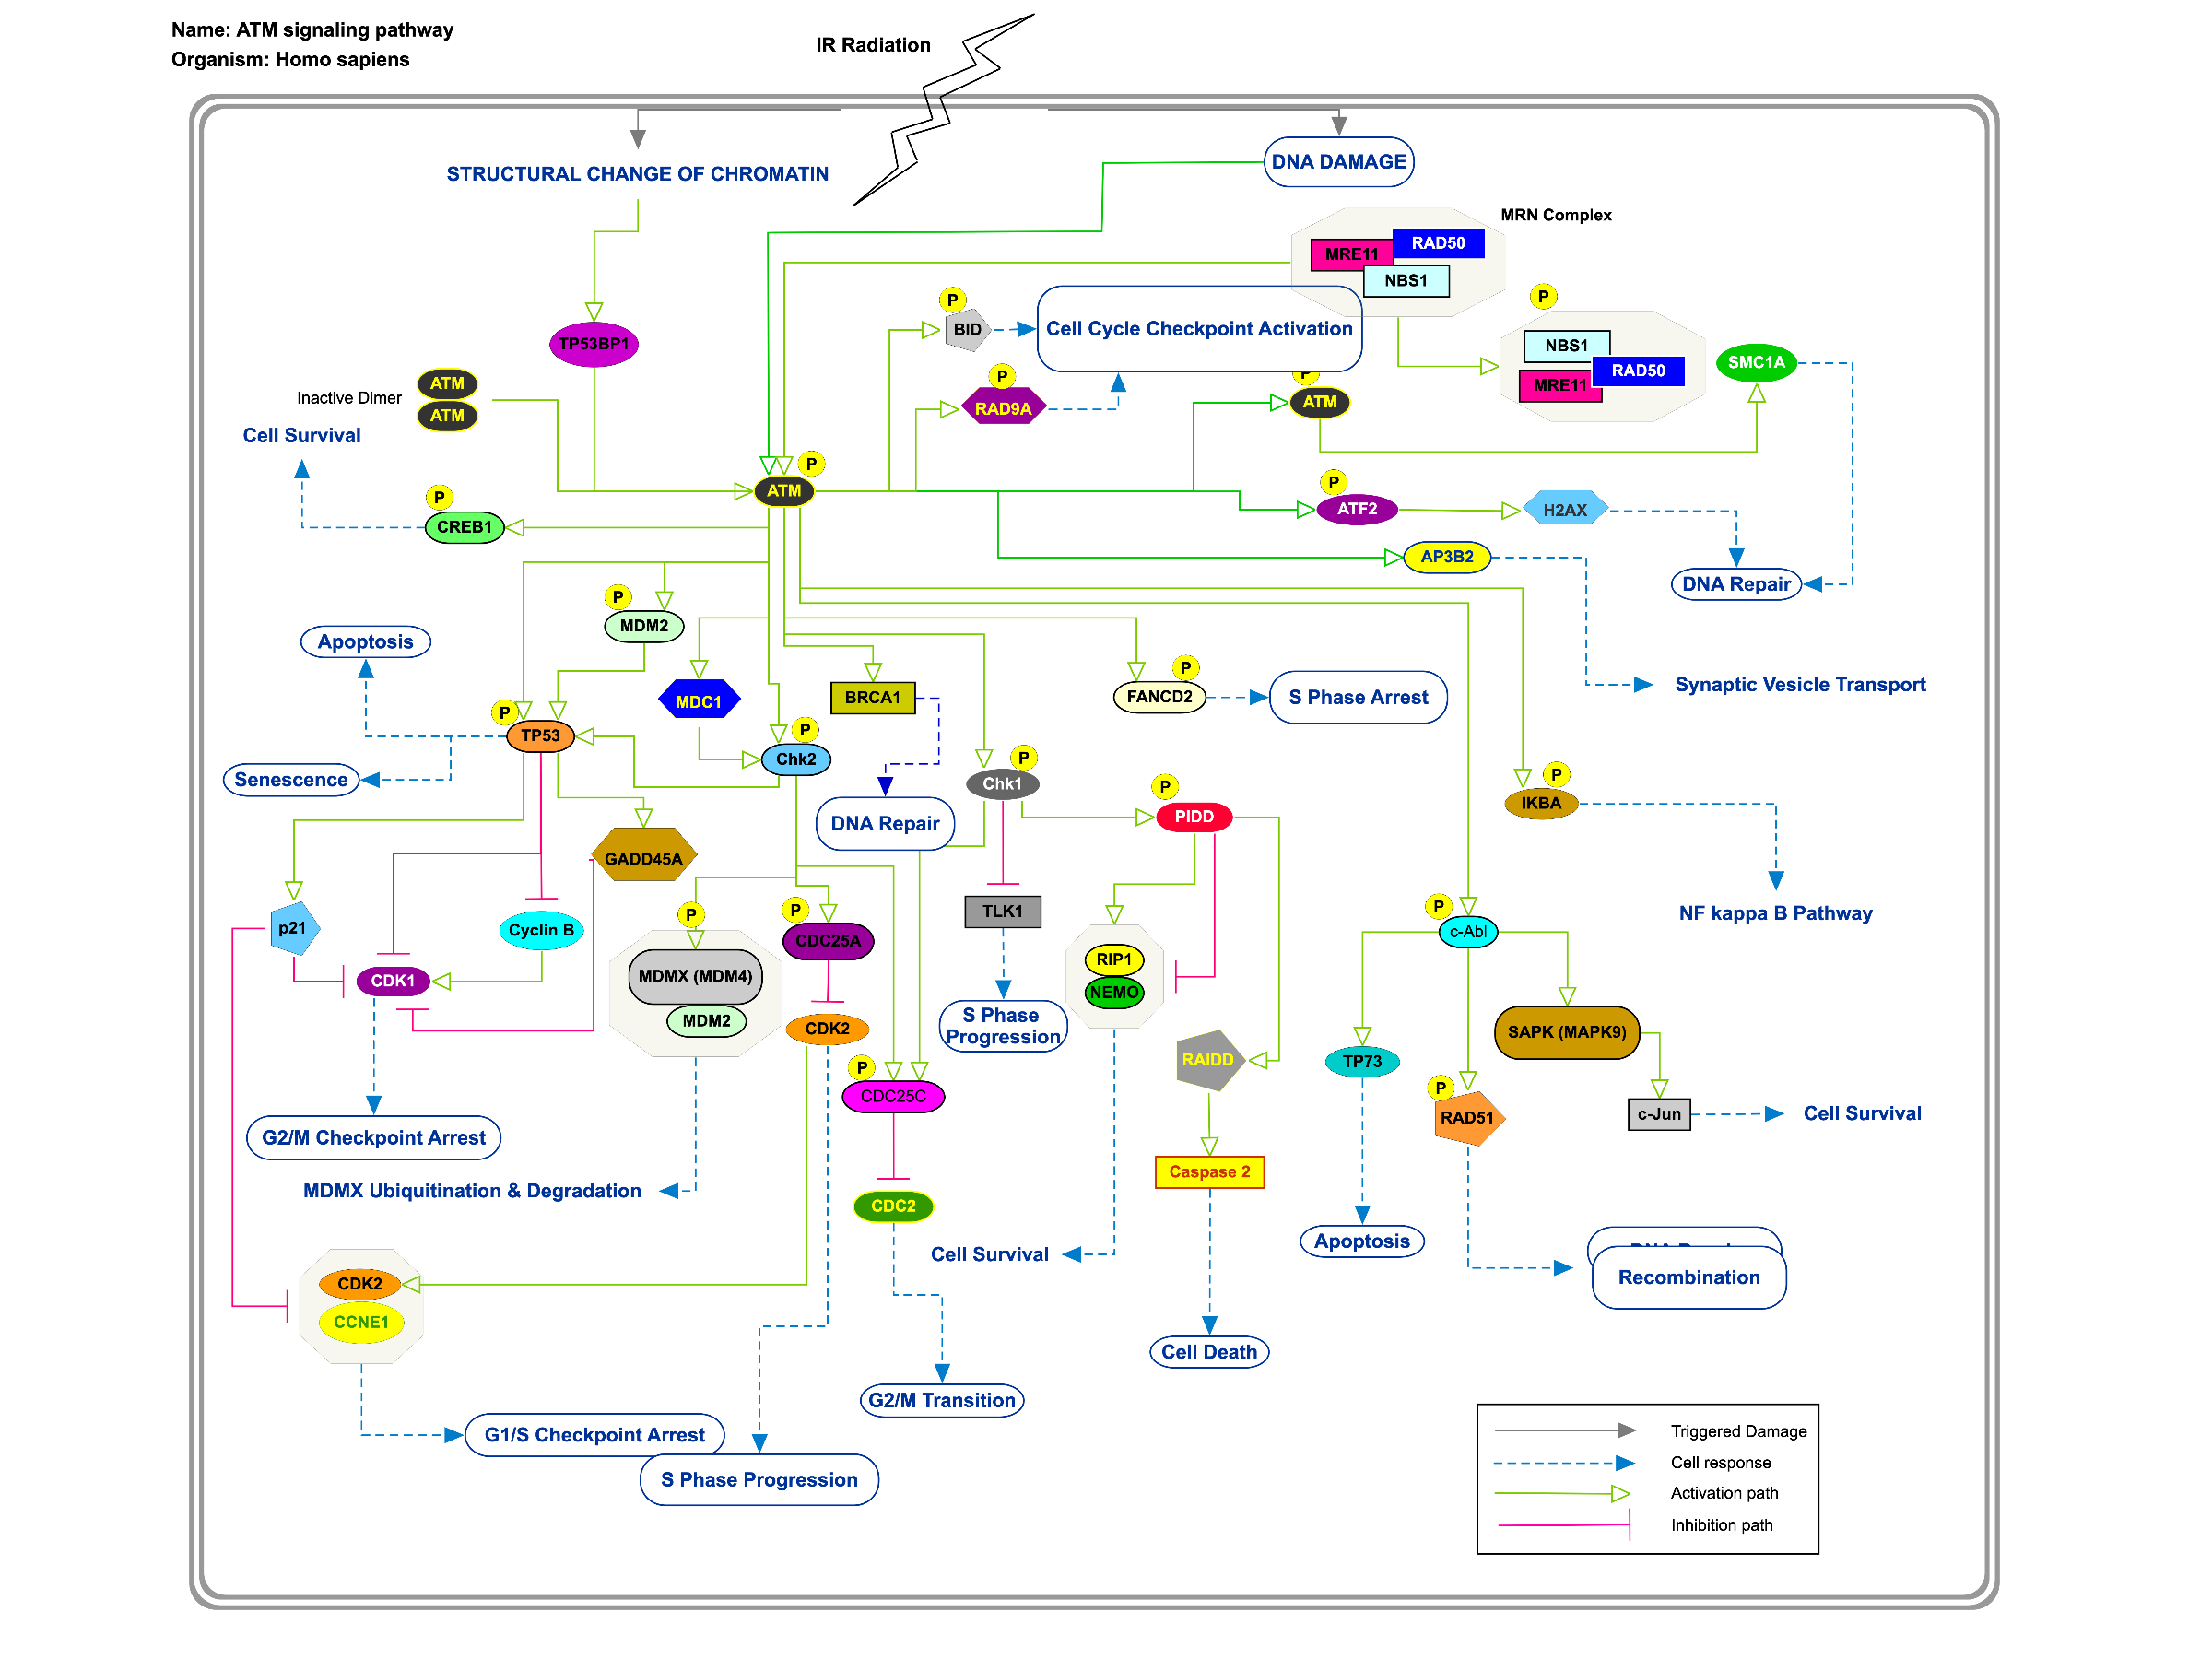 Name: ATM signaling pathway
Organism: Homo sapiens
IR Radiation
STRUCTURAL CHANGE OF CHROMATIN
DNA DAMAGE
MRN Complex
MRE11
RAD50
NBS1
P
BID
Cell Cycle Checkpoint Activation
P
NBS1
RAD50
MRE11
SMC1A
TP53BP1
Inactive Dimer
ATM
ATM
P
RAD9A
P
ATM
Cell Survival
P
ATM
P
CREB1
P
ATF2
H2AX
AP3B2
DNA Repair
P
MDM2
Apoptosis
MDC1
BRCA1
P
FANCD2
S Phase Arrest
Synaptic Vesicle Transport
P
TP53
P
Chk2
Senescence
P
Chk1
P
PIDD
P
IKBA
DNA Repair
GADD45A
NF kappa B Pathway
p21
Cyclin B
P
P
CDC25A
TLK1
P
c-Abl
CDK1
MDMX (MDM4)
MDM2
CDK2
RIP1
NEMO
S Phase
Progression
SAPK (MAPK9)
RAIDD
TP73
P
CDC25C
P
RAD51
c-Jun
Cell Survival
G2/M Checkpoint Arrest
MDMX Ubiquitination & Degradation
CDC2
Caspase 2
Cell Survival
Apoptosis
Recombination
CDK2
CCNE1
Cell Death
G2/M Transition
G1/S Checkpoint Arrest
S Phase Progression
Triggered Damage
Cell response
Activation path
Inhibition path